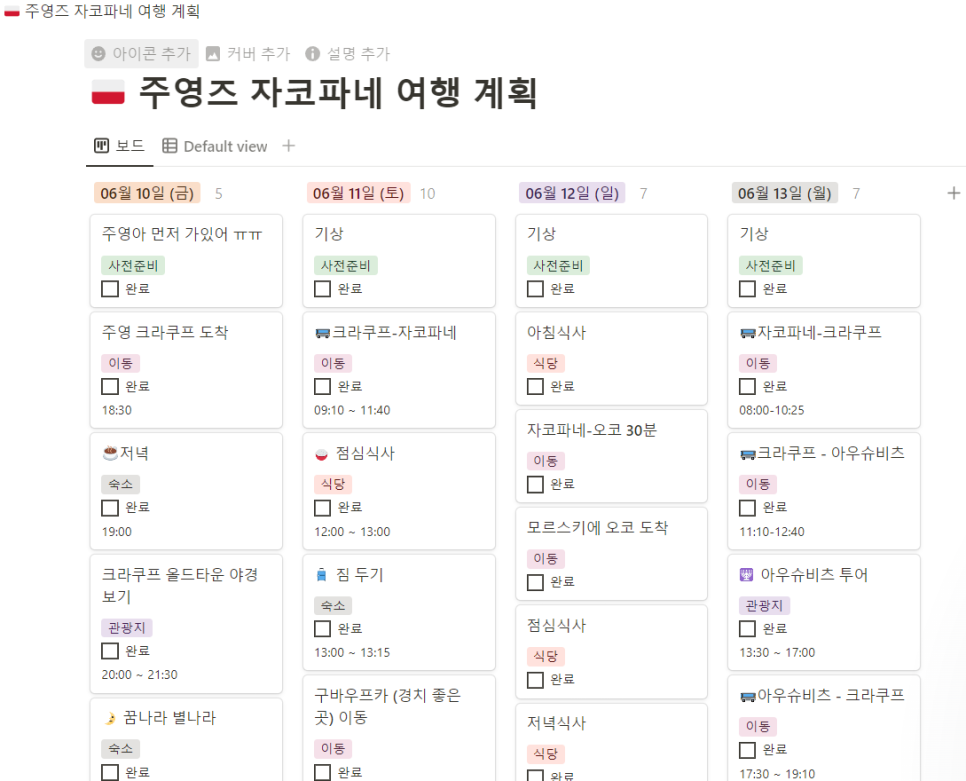 주영즈 자코파네 여행 계획
아이콘 추가 커버 추가 설명 추가
주영즈 자코파네 여행 계획
보드 Default view +
06월 10일 (금) 5
주영아 먼저 가있어 ㅠㅠ
사전준비
완료
주영 크라쿠프 도착
이동
완료
18:30
저녁
숙소
완료
19:00
크라쿠프 올드타운 야경
보기
관광지
완료
20:00 ~ 21:30
꿈나라 별나라
숙소
완료
06월 11일 (토) 10
기상
사전준비
완료
크라쿠프-자코파네
이동
완료
09:10 ~ 11:40
점심식사
식당
완료
12:00 ~ 13:00
짐 두기
숙소
완료
13:00 ~ 13:15
구바우프카 (경치 좋은
곳) 이동
이동
완료
06월 12일 (일) 7
기상
사전준비
완료
아침식사
식당
완료
자코파네-오코 30분
이동
완료
모르스키에 오코 도착
이동
완료
점심식사
식당
완료
저녁식사
식당
완료
06월 13일 (월) 7
기상
사전준비
완료
자코파네-크라쿠프
이동
완료
08:00-10:25
크라쿠프 - 아우슈비츠
이동
완료
11:10-12:40
아우슈비츠 투어
관광지
완료
13:30 ~ 17:00
아우슈비츠 - 크라쿠프
이동
완료
17:30 ~ 19:10
+